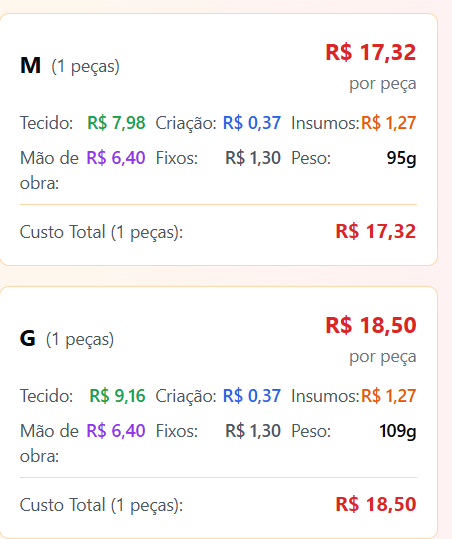 M (1 peças) R$ 17,32
por peça
Tecido: R$ 7,98 Criação: R$ 0,37 Insumos: R$ 1,27
Mão de obra: R$ 6,40 Fixos: R$ 1,30 Peso: 95g
Custo Total (1 peças): R$ 17,32
G (1 peças) R$ 18,50
por peça
Tecido: R$ 9,16 Criação: R$ 0,37 Insumos: R$ 1,27
Mão de obra: R$ 6,40 Fixos: R$ 1,30 Peso: 109g
Custo Total (1 peças): R$ 18,50